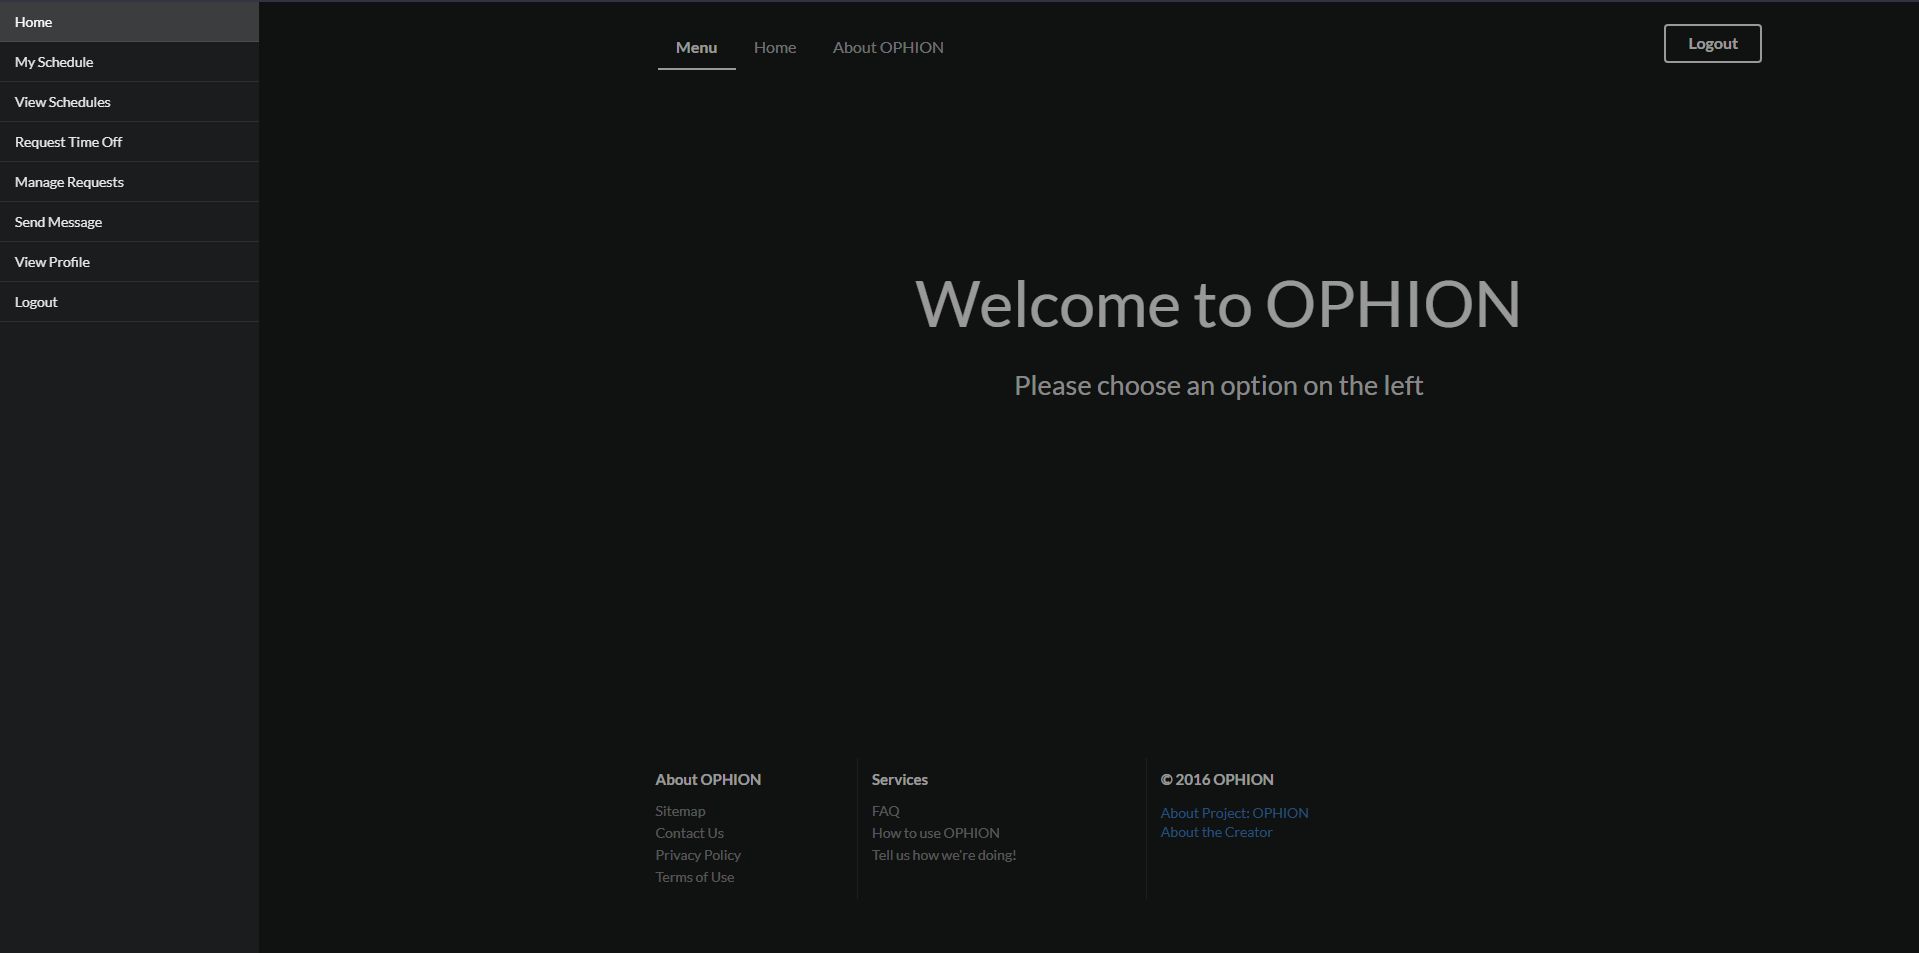 Home
My Schedule
View Schedules
Request Time Off
Manage Requests
Send Message
View Profile
Logout
Menu
Home
About OPHION
Logout
Welcome to OPHION
Please choose an option on the left
About OPHION
Sitemap
Contact Us
Privacy Policy
Terms of Use
Services
FAQ
How to use OPHION
Tell us how we're doing!
© 2016 OPHION
About Project: OPHION
About the Creator